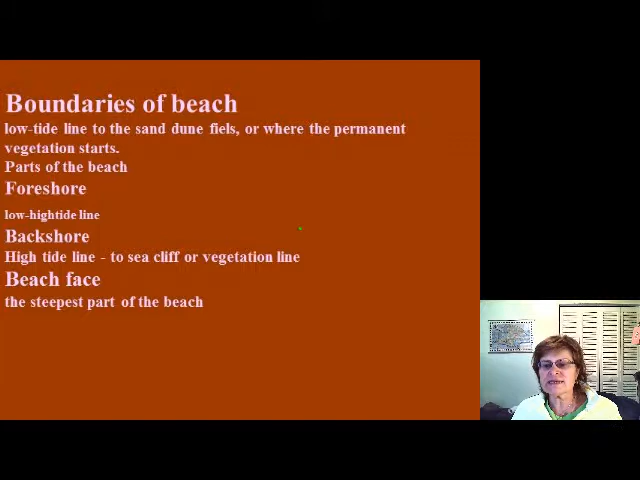 Boundaries of beach
low-tide line to the sand dune fiels, or where the permanent
vegetation starts.
Parts of the beach
Foreshore
low-hightide line
Backshore
High tide line - to sea cliff or vegetation line
Beach face
the steepest part of the beach